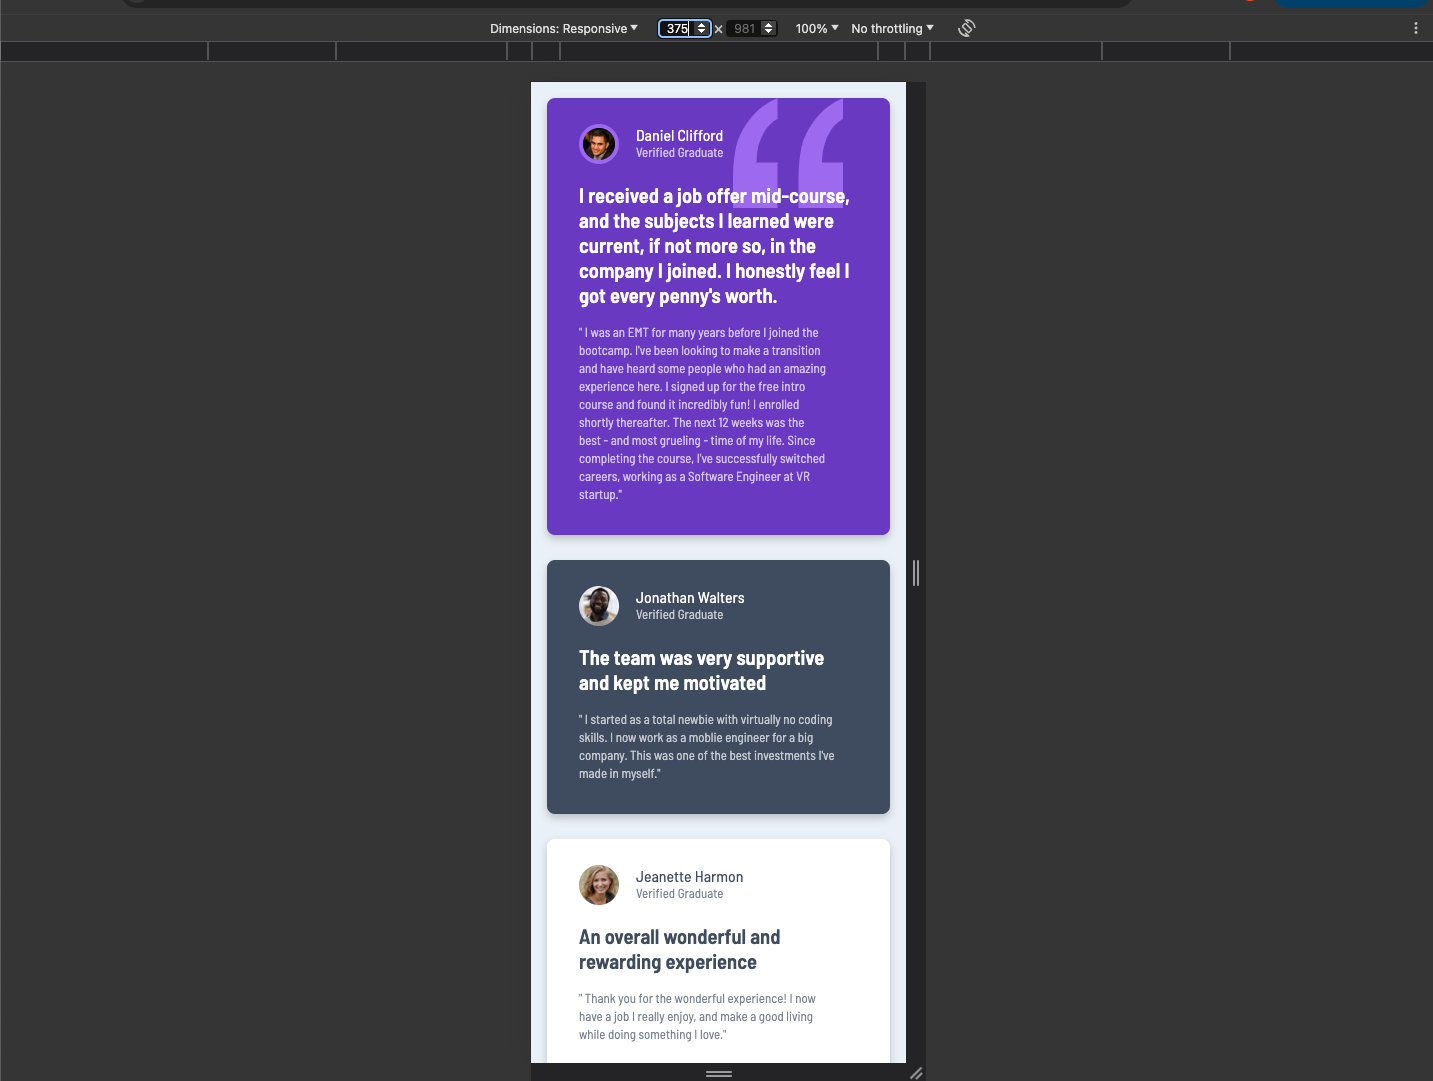 Dimensions: Responsive 375 × 981 100% No throttling
Daniel Clifford
Verified Graduate
I received a job offer mid-course,
and the subjects I learned were
current, if not more so, in the
company I joined. I honestly feel I
got every penny's worth.
" I was an EMT for many years before I joined the
bootcamp. I've been looking to make a transition
and have heard some people who had an amazing
experience here. I signed up for the free intro
course and found it incredibly fun! I enrolled
shortly thereafter. The next 12 weeks was the
best - and most grueling - time of my life. Since
completing the course, I've successfully switched
careers, working as a Software Engineer at VR
startup."
Jonathan Walters
Verified Graduate
The team was very supportive
and kept me motivated
" I started as a total newbie with virtually no coding
skills. I now work as a moblie engineer for a big
company. This was one of the best investments I've
made in myself."
Jeanette Harmon
Verified Graduate
An overall wonderful and
rewarding experience
" Thank you for the wonderful experience! I now
have a job I really enjoy, and make a good living
while doing something I love."